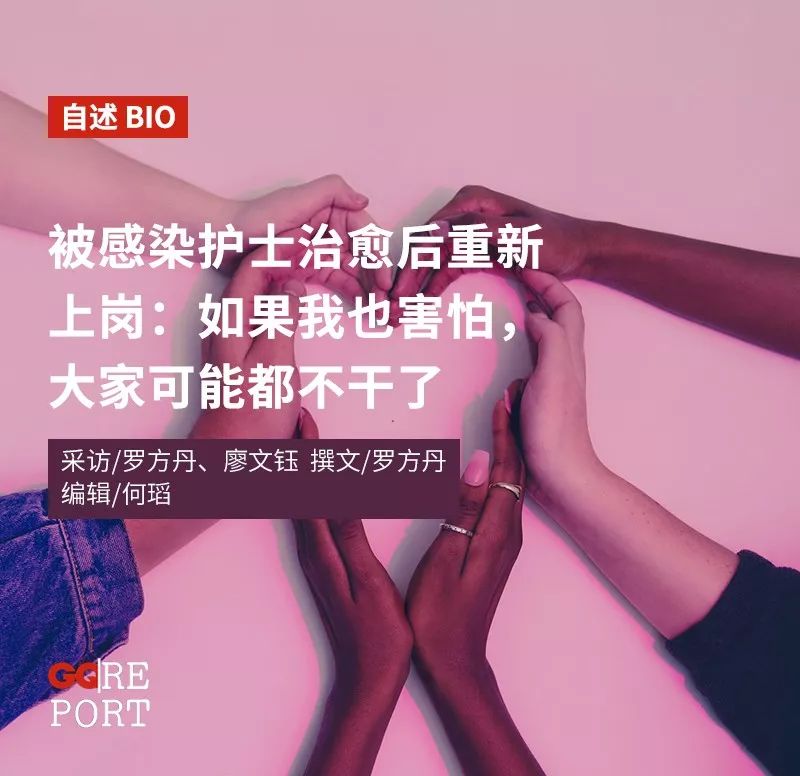 自述 BIO
被感染护士治愈后重新
上岗：如果我也害怕，
大家可能都不干了
采访/罗方丹、廖文钰 撰文/罗方丹
编辑/何瑫
GQ|RE
PORT